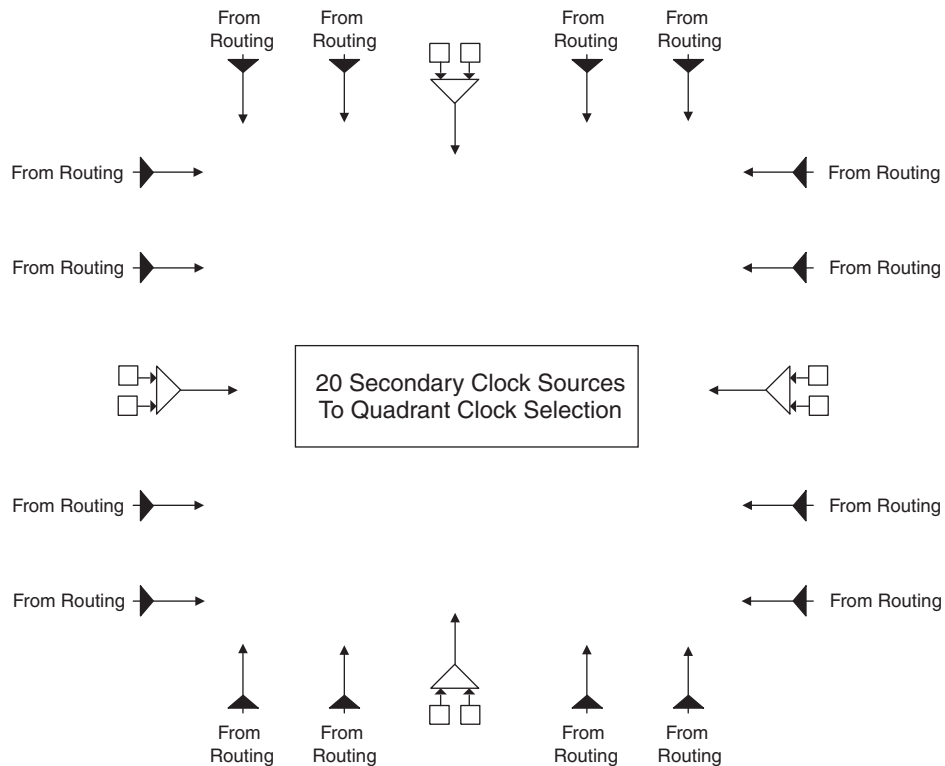 From
Routing
From
Routing
From
Routing
From
Routing
From Routing
From Routing
From Routing
From Routing
20 Secondary Clock Sources
To Quadrant Clock Selection
From Routing
From Routing
From Routing
From Routing
From
Routing
From
Routing
From
Routing
From
Routing